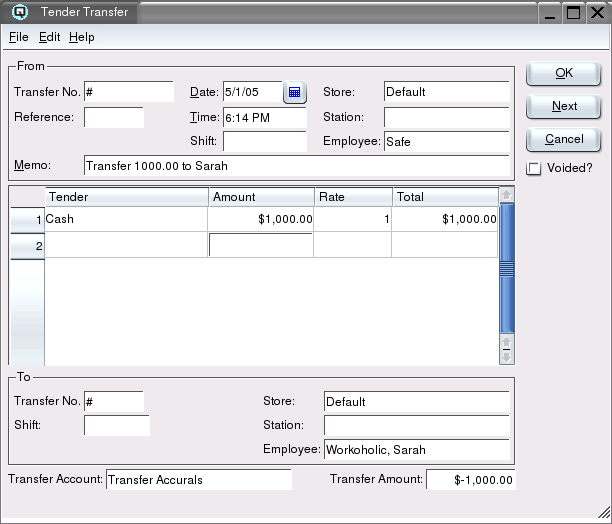 Tender Transfer
File Edit Help
From
Transfer No. # Date: 5/1/05 Store: Default
Reference: Time: 6:14 PM Station:
Shift: Employee: Safe
Memo: Transfer 1000.00 to Sarah
OK
Next
Cancel
Voided?
Tender Amount Rate Total
1 Cash $1,000.00 1 $1,000.00
2
To
Transfer No. # Store: Default
Shift: Station:
Employee: Workoholic, Sarah
Transfer Account: Transfer Accurals Transfer Amount: $-1,000.00